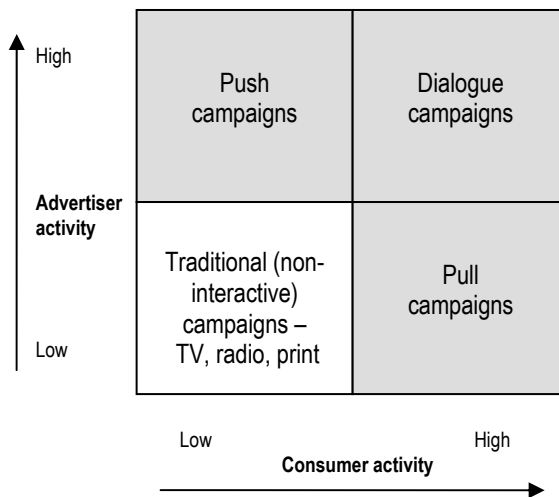 High
Push
campaigns
Dialogue
campaigns
Advertiser
activity
Traditional (non-
interactive)
campaigns –
TV, radio, print
Pull
campaigns
Low
Low
High
Consumer activity